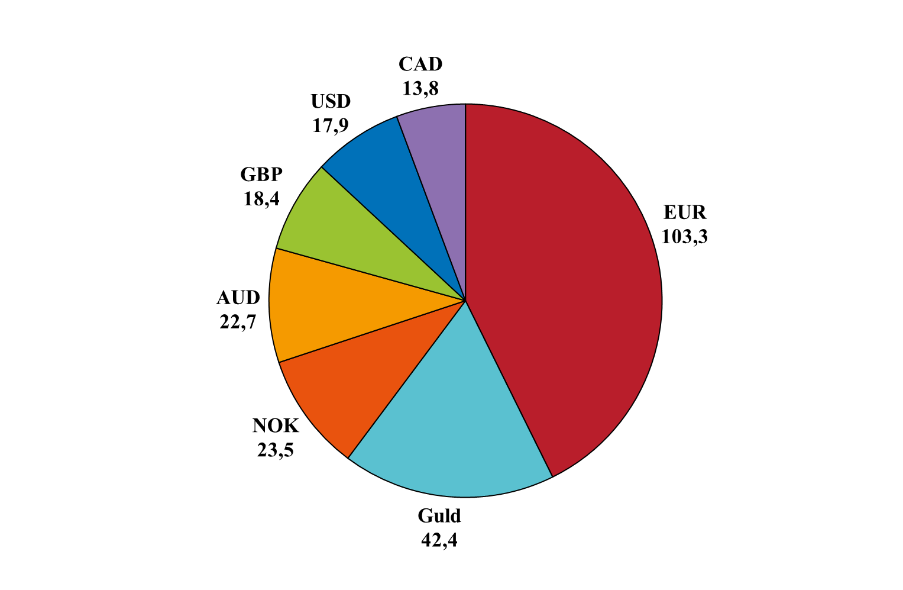 CAD
13,8
USD
17,9
GBP
18,4
EUR
103,3
AUD
22,7
NOK
23,5
Guld
42,4